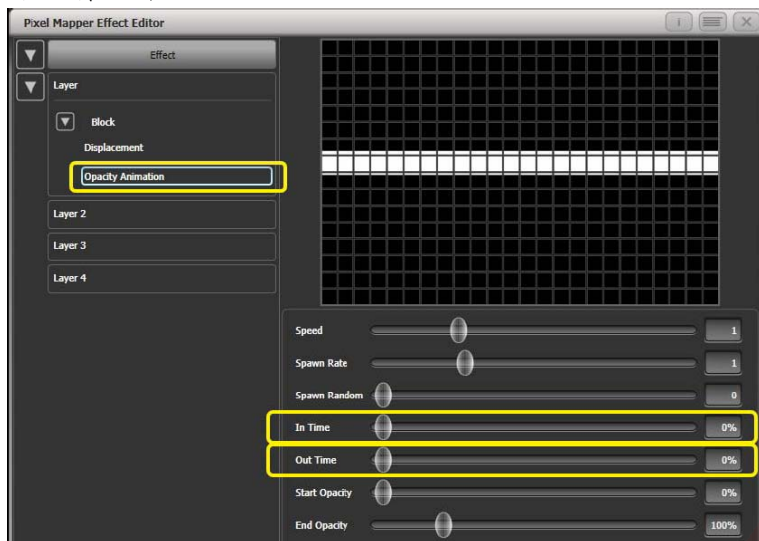 Pixel Mapper Effect Editor
Effect
Layer
Block
Displacement
Opacity Animation
Layer 2
Layer 3
Layer 4
Speed 1
Spawn Rate 1
Spawn Random 0
In Time 0%
Out Time 0%
Start Opacity 0%
End Opacity 100%